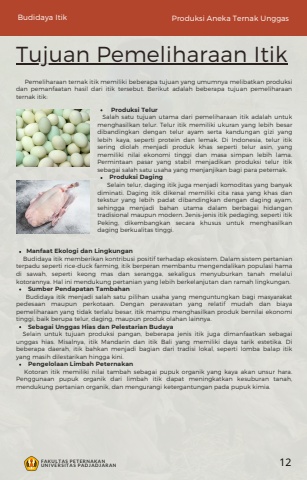 Budidaya Itik
Produksi Aneka Ternak Unggas
Tujuan Pemeliharaan Itik
Pemeliharaan ternak itik memiliki beberapa tujuan yang umumnya melibatkan produksi
dan pemanfaatan hasil dari itik tersebut. Berikut adalah beberapa tujuan pemeliharaan
ternak itik:
• Produksi Telur
Salah satu tujuan utama dari pemeliharaan itik adalah untuk
menghasilkan telur. Telur itik memiliki ukuran yang lebih besar
dibandingkan dengan telur ayam serta kandungan gizi yang
lebih kaya, seperti protein dan lemak. Di Indonesia, telur itik
sering diolah menjadi produk khas seperti telur asin, yang
memiliki nilai ekonomi tinggi dan masa simpan lebih lama.
Permintaan pasar yang stabil menjadikan produksi telur itik
sebagai salah satu usaha yang menjanjikan bagi para peternak.
• Produksi Daging
Selain telur, daging itik juga menjadi komoditas yang banyak
diminati. Daging itik dikenal memiliki cita rasa yang khas dan
tekstur yang lebih padat dibandingkan dengan daging ayam,
sehingga menjadi bahan utama dalam berbagai hidangan
tradisional maupun modern. Jenis-jenis itik pedaging, seperti itik
Peking, dikembangkan secara khusus untuk menghasilkan
daging berkualitas tinggi.
• Manfaat Ekologi dan Lingkungan
Budidaya itik memberikan kontribusi positif terhadap ekosistem. Dalam sistem pertanian
terpadu seperti rice-duck farming, itik berperan membantu mengendalikan populasi hama
di sawah, seperti keong mas dan serangga, sekaligus menyuburkan tanah melalui
kotorannya. Hal ini mendukung pertanian yang lebih berkelanjutan dan ramah lingkungan.
• Sumber Pendapatan Tambahan
Budidaya itik menjadi salah satu pilihan usaha yang menguntungkan bagi masyarakat
pedesaan maupun perkotaan. Dengan perawatan yang relatif mudah dan biaya
pemeliharaan yang tidak terlalu besar, itik mampu menghasilkan produk bernilai ekonomi
tinggi, baik berupa telur, daging, maupun produk olahan lainnya.
• Sebagai Unggas Hias dan Pelestarian Budaya
Selain untuk tujuan produksi pangan, beberapa jenis itik juga dimanfaatkan sebagai
unggas hias. Misalnya, itik Mandarin dan itik Bali yang memiliki daya tarik estetika. Di
beberapa daerah, itik bahkan menjadi bagian dari tradisi lokal, seperti lomba balap itik
yang masih dilestarikan hingga kini.
• Pengelolaan Limbah Peternakan
Kotoran itik memiliki nilai tambah sebagai pupuk organik yang kaya akan unsur hara.
Penggunaan pupuk organik dari limbah itik dapat meningkatkan kesuburan tanah,
mendukung pertanian organik, dan mengurangi ketergantungan pada pupuk kimia.
FAKULTAS PETERNAKAN
UNIVERSITAS PADJADJARAN
12